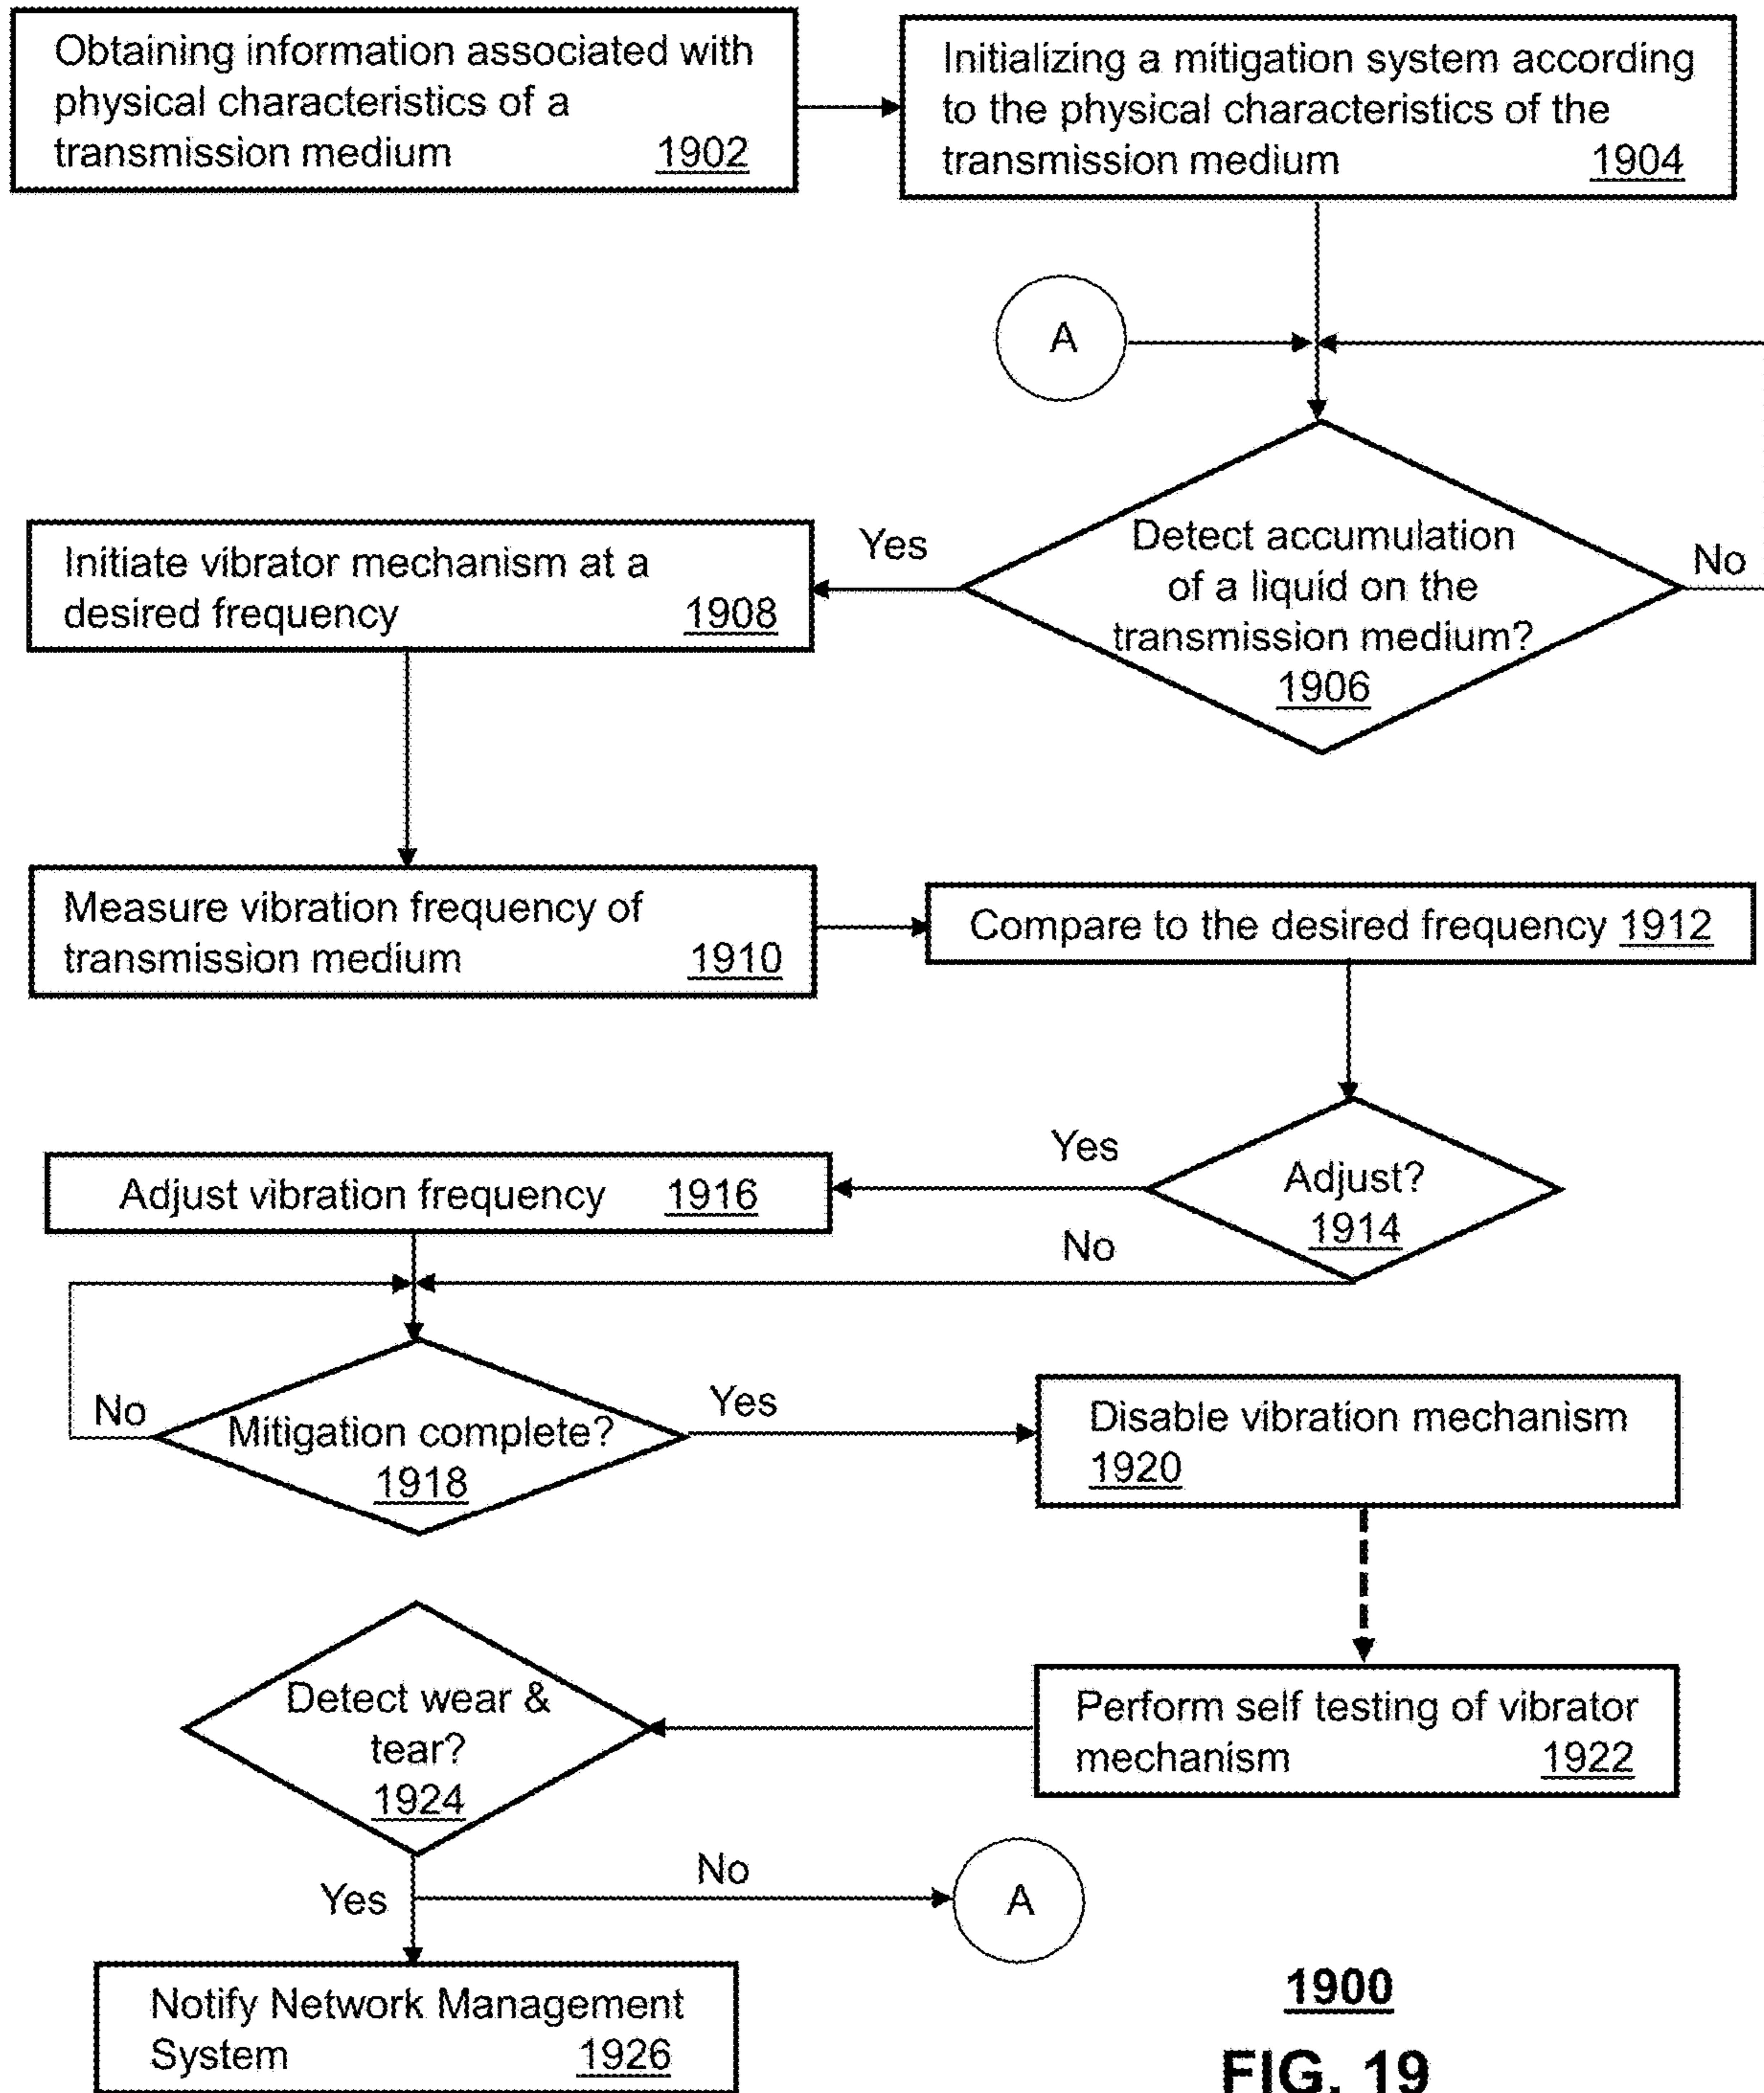 Obtaining information associated with
physical characteristics of a
transmission medium 1902
Initializing a mitigation system according
to the physical characteristics of the
transmission medium 1904
A
Detect accumulation
of a liquid on the
transmission medium?
1906
Yes
No
Initiate vibrator mechanism at a
desired frequency 1908
Measure vibration frequency of
transmission medium 1910
Compare to the desired frequency 1912
Adjust?
1914
Yes
No
Adjust vibration frequency 1916
Mitigation complete?
1918
No
Yes
Disable vibration mechanism
1920
Perform self testing of vibrator
mechanism 1922
Detect wear &
tear?
1924
Yes
No
A
Notify Network Management
System 1926
1900
FIG. 19